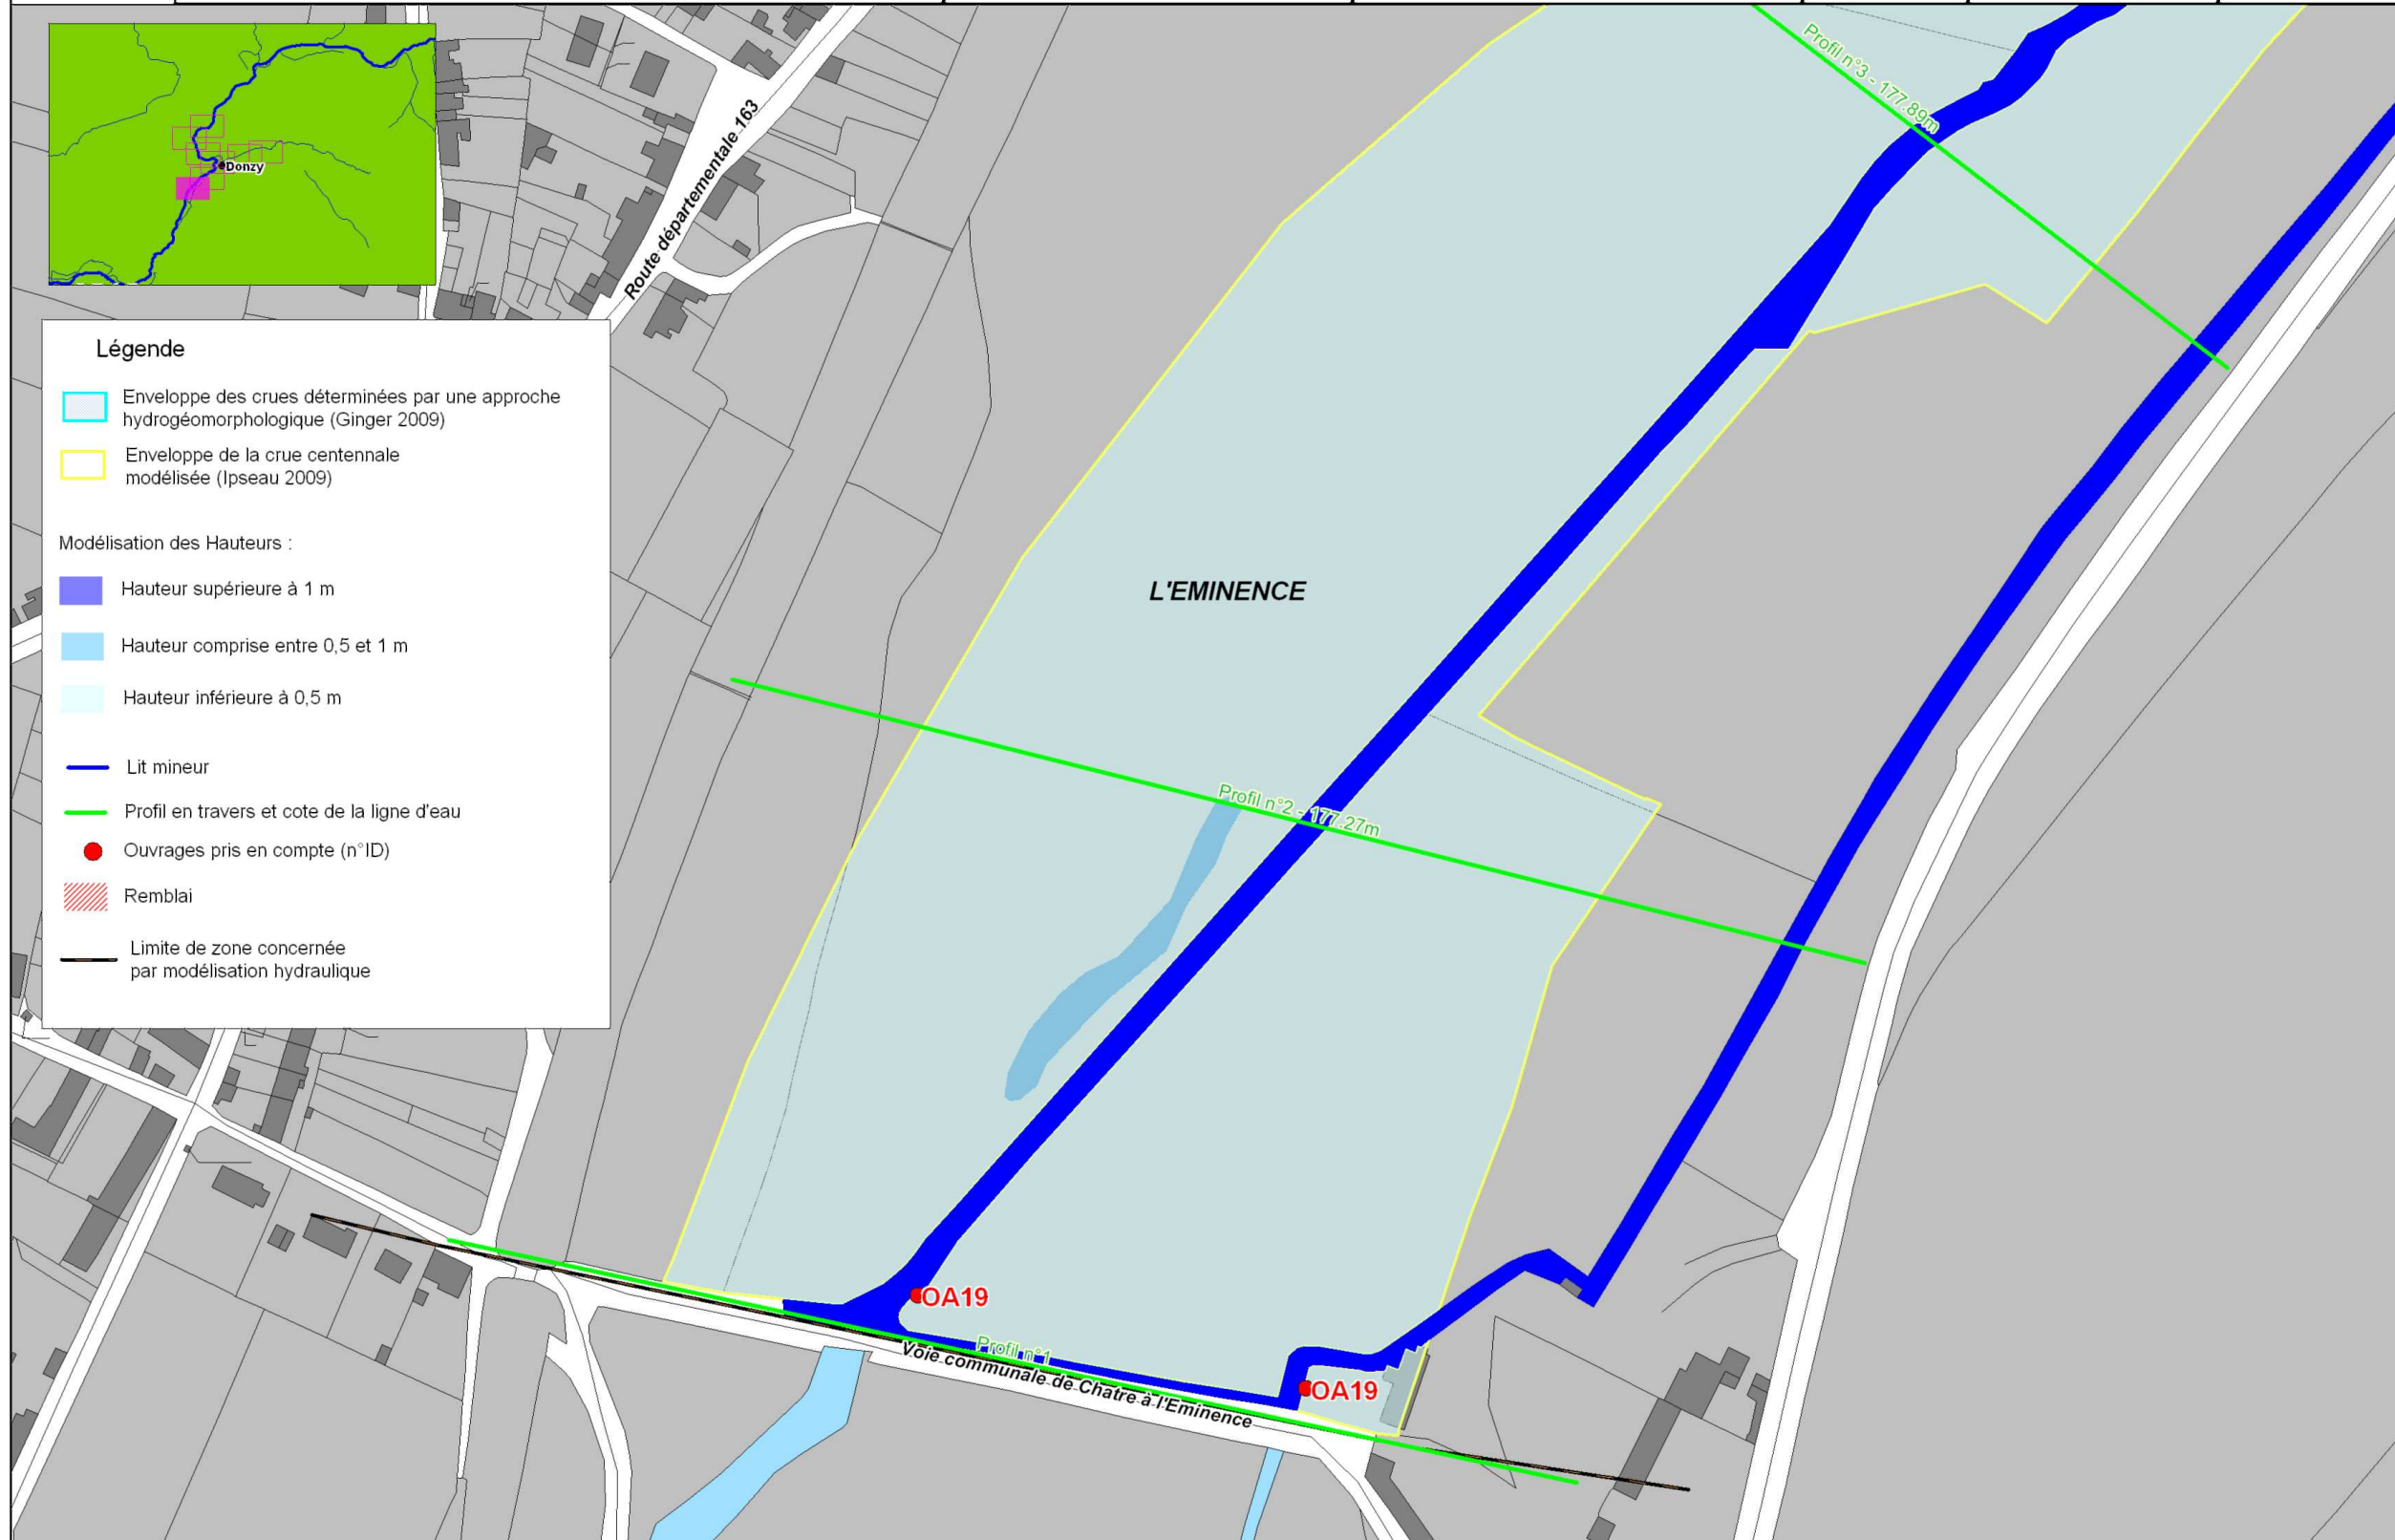 Donzy
Route départementale 163
Profil n°3 - 177.89m
Légende
Enveloppe des crues déterminées par une approche
hydrogéomorphologique (Ginger 2009)
Enveloppe de la crue centennale
modélisée (Ipseau 2009)
Modélisation des Hauteurs :
Hauteur supérieure à 1 m
Hauteur comprise entre 0,5 et 1 m
Hauteur inférieure à 0,5 m
Lit mineur
Profil en travers et cote de la ligne d'eau
Ouvrages pris en compte (n°ID)
Remblai
Limite de zone concernée
par modélisation hydraulique
L'EMINENCE
Profil n°2 - 177.27m
OA19
Profil n°1
Voie communale de Chatre à l'Eminence
OA19